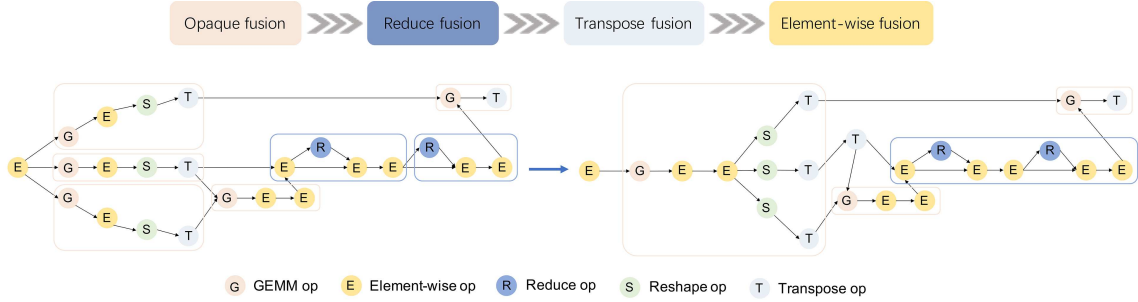 Opaque fusion Reduce fusion Transpose fusion Element-wise fusion
G T G T
E S T S T
G R R E R R
E G E S T E E E E E E G E E S T T E E E E E E
G G E E G E E
E S T S T
G GEMM op E Element-wise op R Reduce op S Reshape op T Transpose op